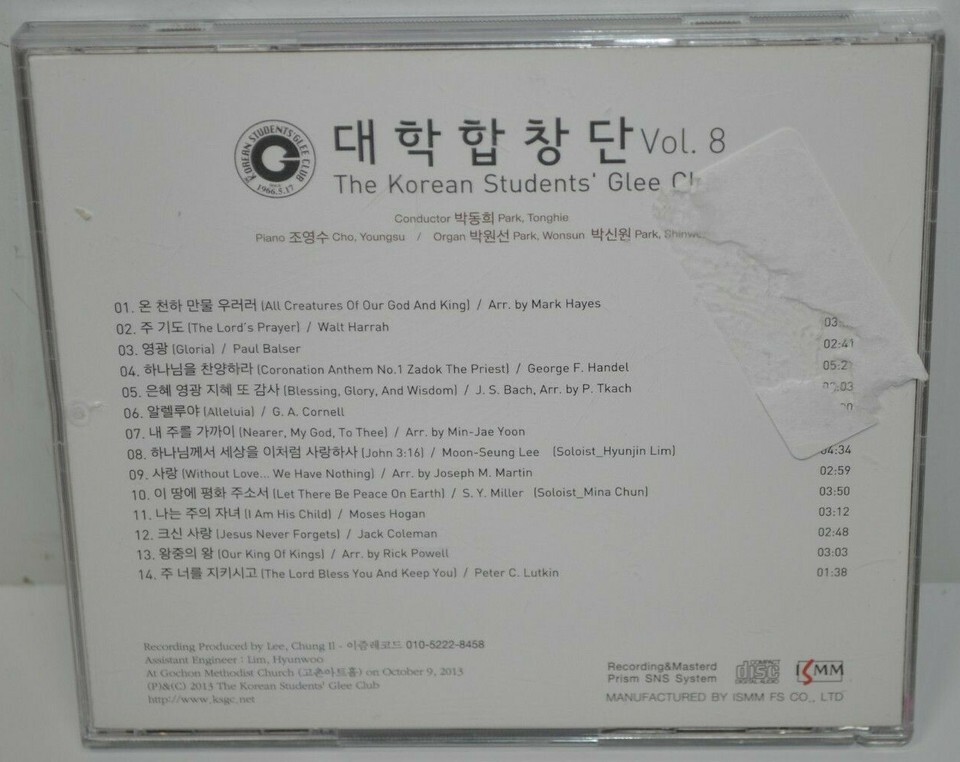 KOREAN STUDENTS' GLEE CLUB
SINCE
1966.5.17
대학합창단 Vol. 8
The Korean Students' Glee
Conductor 박동희 Park, Tonghie
Piano 조영수 Cho, Youngsu / Organ 박원선 Park, Wonsun 박신원 Park,
01. 온 천하 만물 우러러 (All Creatures Of Our God And King) / Arr. by Mark Hayes
02. 주 기도 (The Lord's Prayer) / Walt Harrah
03. 영광 (Gloria) / Paul Balser 02:41
04. 하나님을 찬양하라 (Coronation Anthem No.1 Zadok The Priest) / George F. Handel
05. 은혜 영광 지혜 또 감사 (Blessing, Glory, And Wisdom) / J. S. Bach, Arr. by P. Tkach
06. 알렐루야 (Alleluia) / G. A. Cornell
07. 내 주를 가까이 (Nearer, My God, To Thee) / Arr. by Min-Jae Yoon
08. 하나님께서 세상을 이처럼 사랑하사 (John 3:16) / Moon-Seung Lee (Soloist_Hyunjin Lim) 04:34
09. 사랑 (Without Love... We Have Nothing) / Arr. by Joseph M. Martin 02:59
10. 이 땅에 평화 주소서 (Let There Be Peace On Earth) / S. Y. Miller (Soloist_Mina Chun) 03:50
11. 나는 주의 자녀 (I Am His Child) / Moses Hogan 03:12
12. 크신 사랑 (Jesus Never Forgets) / Jack Coleman 02:48
13. 왕중의 왕 (Our King Of Kings) / Arr. by Rick Powell 03:03
14. 주 너를 지키시고 (The Lord Bless You And Keep You) / Peter C. Lutkin 01:38
Recording Produced by Lee, Chung Il - 이즘레코드 010-5222-8458
Assistant Engineer : Lim, Hyunwoo
At Gochon Methodist Church (고촌아트홀) on October 9, 2013
(P)&(C) 2013 The Korean Students' Glee Club
http://www.ksgc.net
Recording&Masterd
Prism SNS System
COMPACT
disc
DIGITAL AUDIO
ISMM
MANUFACTURED BY ISMM FS CO., LTD